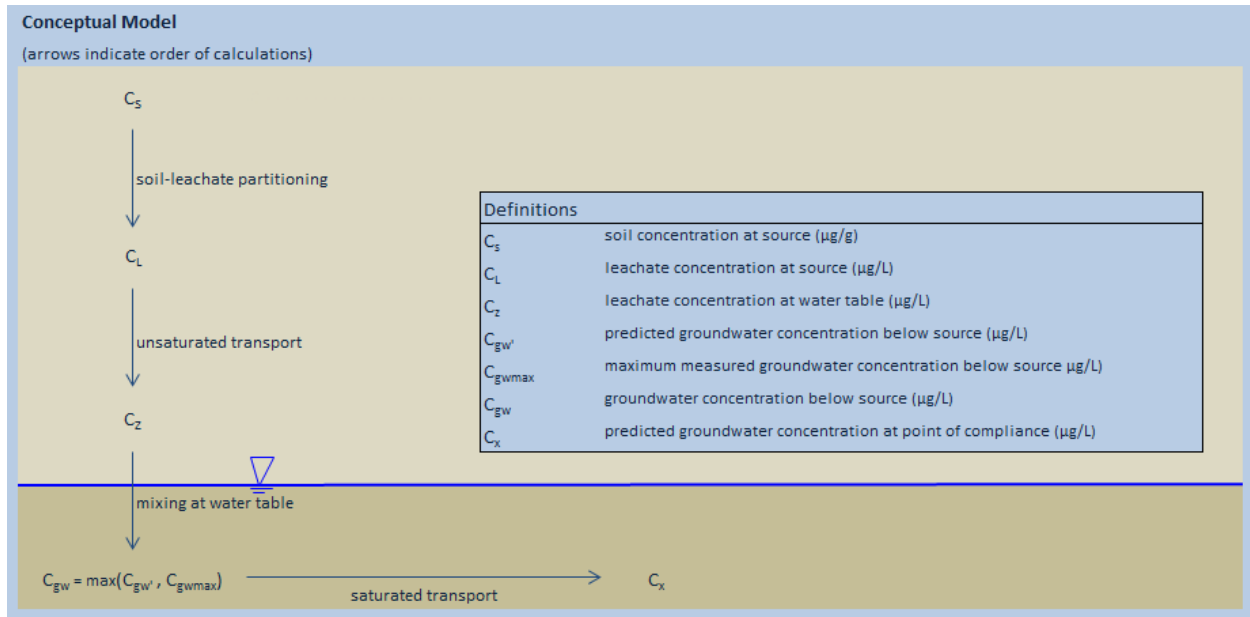 Conceptual Model
(arrows indicate order of calculations)
Cs
soil-leachate partitioning
CL
unsaturated transport
Cz
mixing at water table
Cgw = max(Cgw' , Cgwmax)
saturated transport
Cx
Definitions
Cs soil concentration at source (µg/g)
CL leachate concentration at source (µg/L)
Cz leachate concentration at water table (µg/L)
Cgw' predicted groundwater concentration below source (µg/L)
Cgwmax maximum measured groundwater concentration below source µg/L)
Cgw groundwater concentration below source (µg/L)
Cx predicted groundwater concentration at point of compliance (µg/L)